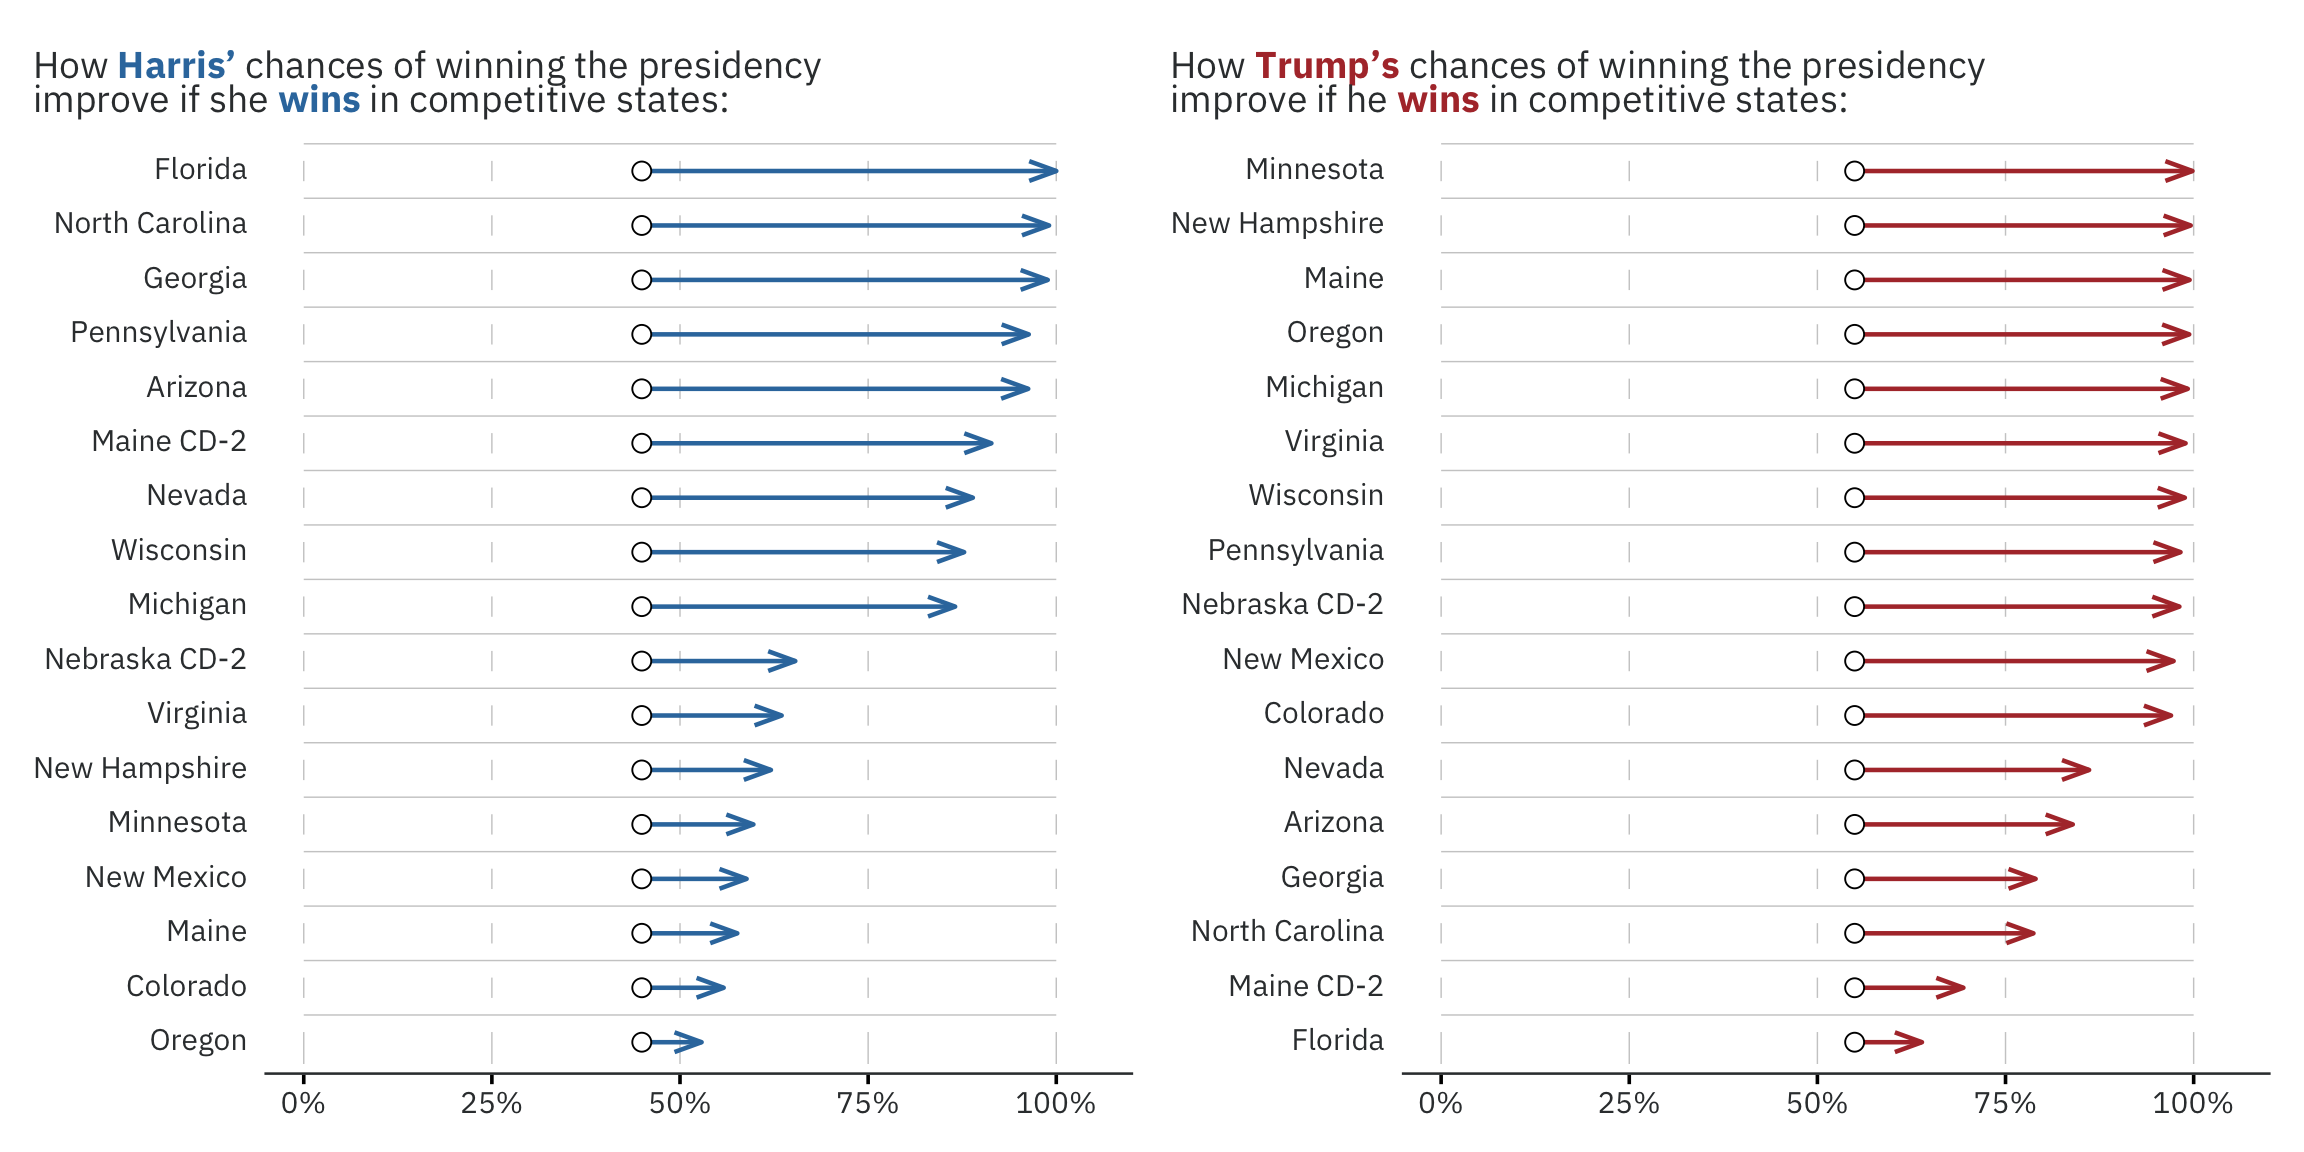 How Harris’ chances of winning the presidency
improve if she wins in competitive states:
Florida
North Carolina
Georgia
Pennsylvania
Arizona
Maine CD-2
Nevada
Wisconsin
Michigan
Nebraska CD-2
Virginia
New Hampshire
Minnesota
New Mexico
Maine
Colorado
Oregon
0% 25% 50% 75% 100%
How Trump’s chances of winning the presidency
improve if he wins in competitive states:
Minnesota
New Hampshire
Maine
Oregon
Michigan
Virginia
Wisconsin
Pennsylvania
Nebraska CD-2
New Mexico
Colorado
Nevada
Arizona
Georgia
North Carolina
Maine CD-2
Florida
0% 25% 50% 75% 100%